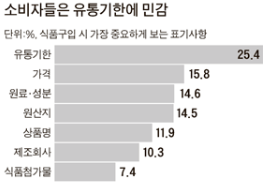 소비자들은 유통기한에 민감
단위:%, 식품구입 시 가장 중요하게 보는 표기사항
유통기한 25.4
가격 15.8
원료·성분 14.6
원산지 14.5
상품명 11.9
제조회사 10.3
식품첨가물 7.4